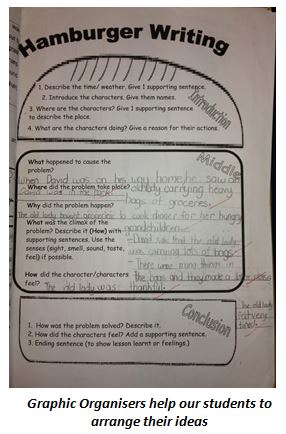 Hamburger Writing
1. Describe the time/ weather. Give 1 supporting sentence.
2. Introduce the characters. Give them names.
3. Where are the characters? Give 1 supporting sentence
to describe the place.
4. What are the characters doing? Give a reason for their actions.
Introduction
Middle
What happened to cause the
problem?
When David was on his way home, he saw an
Where did the problem take place? old lady carrying heavy
David was in the park.
bags of groceries.
Why did the problem happen?
The old lady bought groceries to cook dinner for her hungry
grandchildren.
What was the climax of the
problem? Describe it (How) with
supporting sentences. Use the
senses (sight, smell, sound, taste,
feel) if possible.
- David saw that the old lady
was carrying lots of bags
- There were many things in
the bag and they made a
How did the character/characters
feel?
The old lady was thankful.
The old lady
felt very
tired.
Conclusion
1. How was the problem solved? Describe it.
2. How did the character feel? Add a supporting sentence.
3. Ending sentence (to show lesson learnt or feelings.)
Graphic Organisers help our students to
arrange their ideas